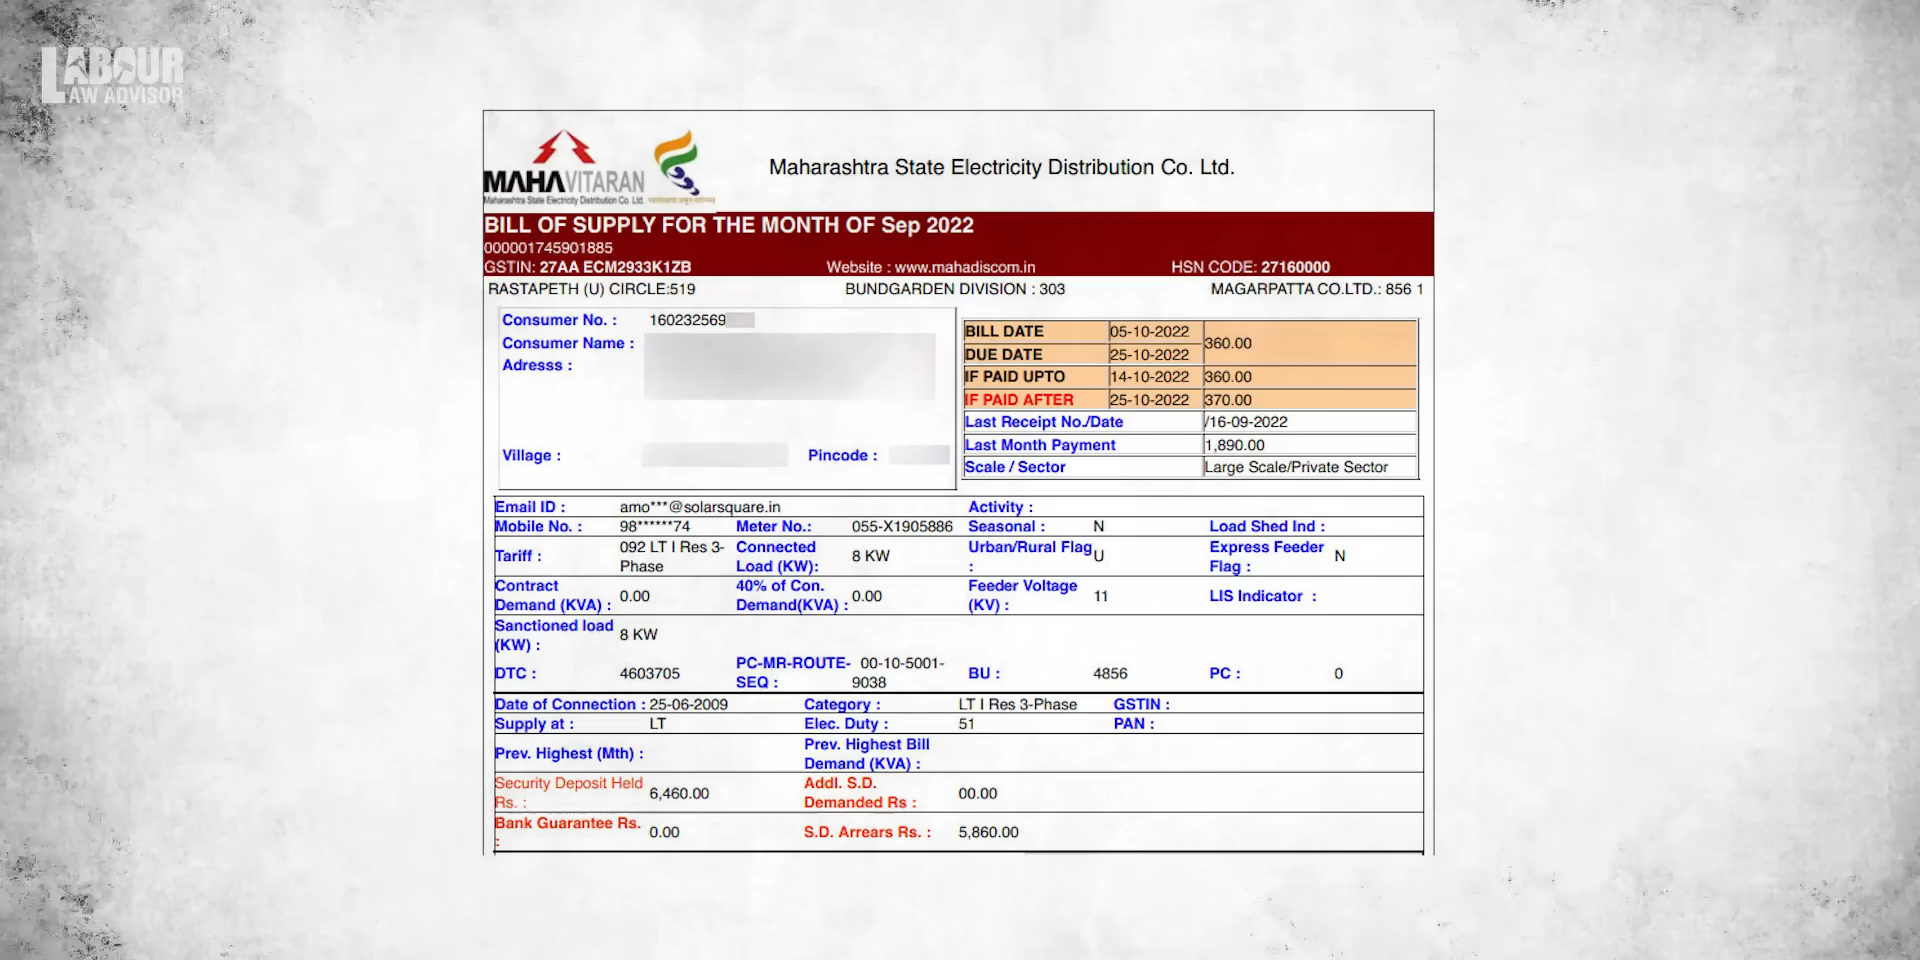 LABOUR
LAW ADVISOR
MAHAVITARAN
Maharashtra State Electricity Distribution Co. Ltd.
Maharashtra State Electricity Distribution Co. Ltd.
BILL OF SUPPLY FOR THE MONTH OF Sep 2022
000001745901885
GSTIN: 27AA ECM2933K1ZB Website : www.mahadiscom.in HSN CODE: 27160000
RASTAPETH (U) CIRCLE:519 BUNDGARDEN DIVISION : 303 MAGARPATTA CO.LTD.: 856 1
Consumer No. : 160232569
Consumer Name :
Adresss :
Village : Pincode :
BILL DATE 05-10-2022 360.00
DUE DATE 25-10-2022
IF PAID UPTO 14-10-2022 360.00
IF PAID AFTER 25-10-2022 370.00
Last Receipt No./Date /16-09-2022
Last Month Payment 1,890.00
Scale / Sector Large Scale/Private Sector
Email ID : amo***@solarsquare.in Activity :
Mobile No. : 98******74 Meter No.: 055-X1905886 Seasonal : N Load Shed Ind :
Tariff : 092 LT I Res 3-Phase Connected Load (KW): 8 KW Urban/Rural Flag : U Express Feeder Flag : N
Contract Demand (KVA) : 0.00 40% of Con. Demand(KVA) : 0.00 Feeder Voltage (KV) : 11 LIS Indicator :
Sanctioned load (KW) : 8 KW
DTC : 4603705 PC-MR-ROUTE-SEQ : 00-10-5001-9038 BU : 4856 PC : 0
Date of Connection : 25-06-2009 Category : LT I Res 3-Phase GSTIN :
Supply at : LT Elec. Duty : 51 PAN :
Prev. Highest (Mth) : Prev. Highest Bill Demand (KVA) :
Security Deposit Held Rs. : 6,460.00 Addl. S.D. Demanded Rs : 00.00
Bank Guarantee Rs. : 0.00 S.D. Arrears Rs. : 5,860.00